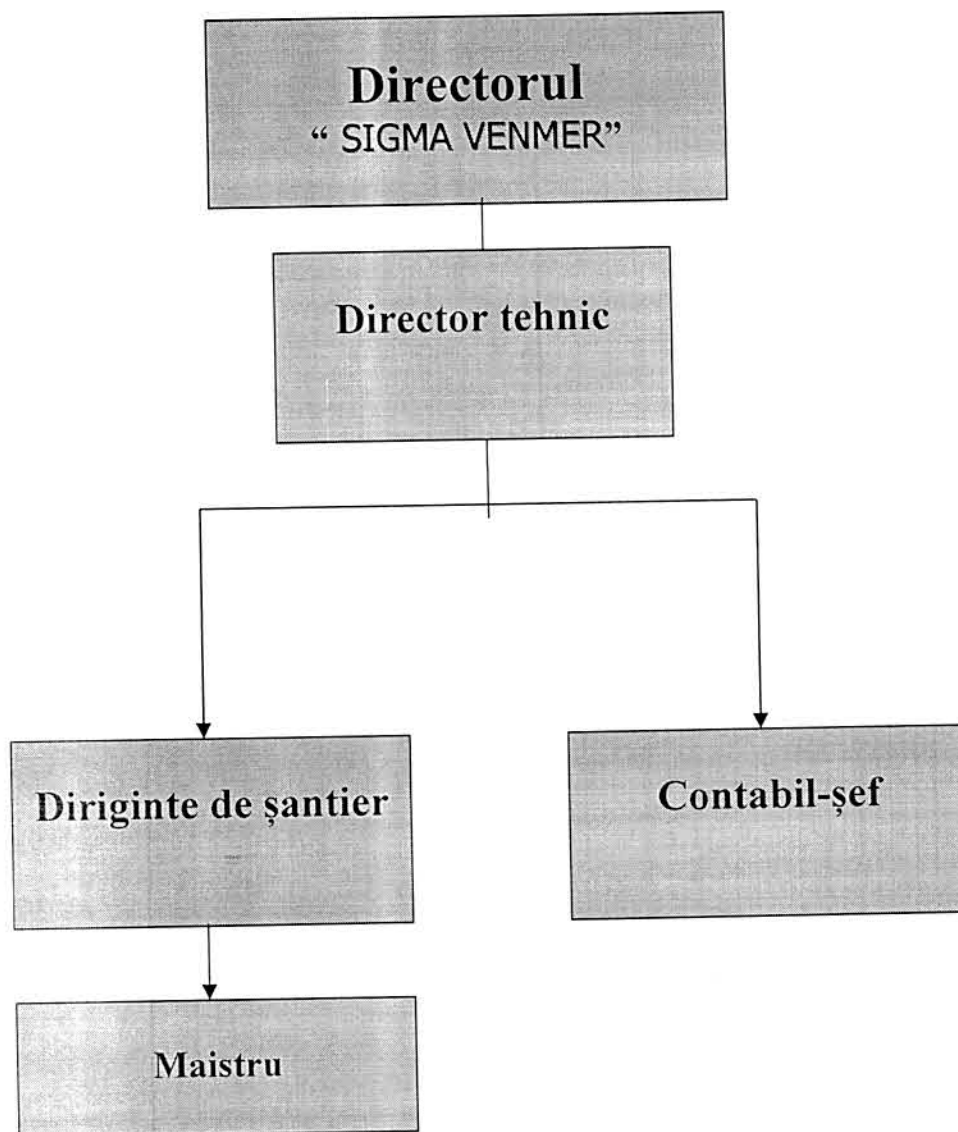 Directorul
“ SIGMA VENMER”
Director tehnic
Diriginte de șantier
Contabil-șef
Maistru